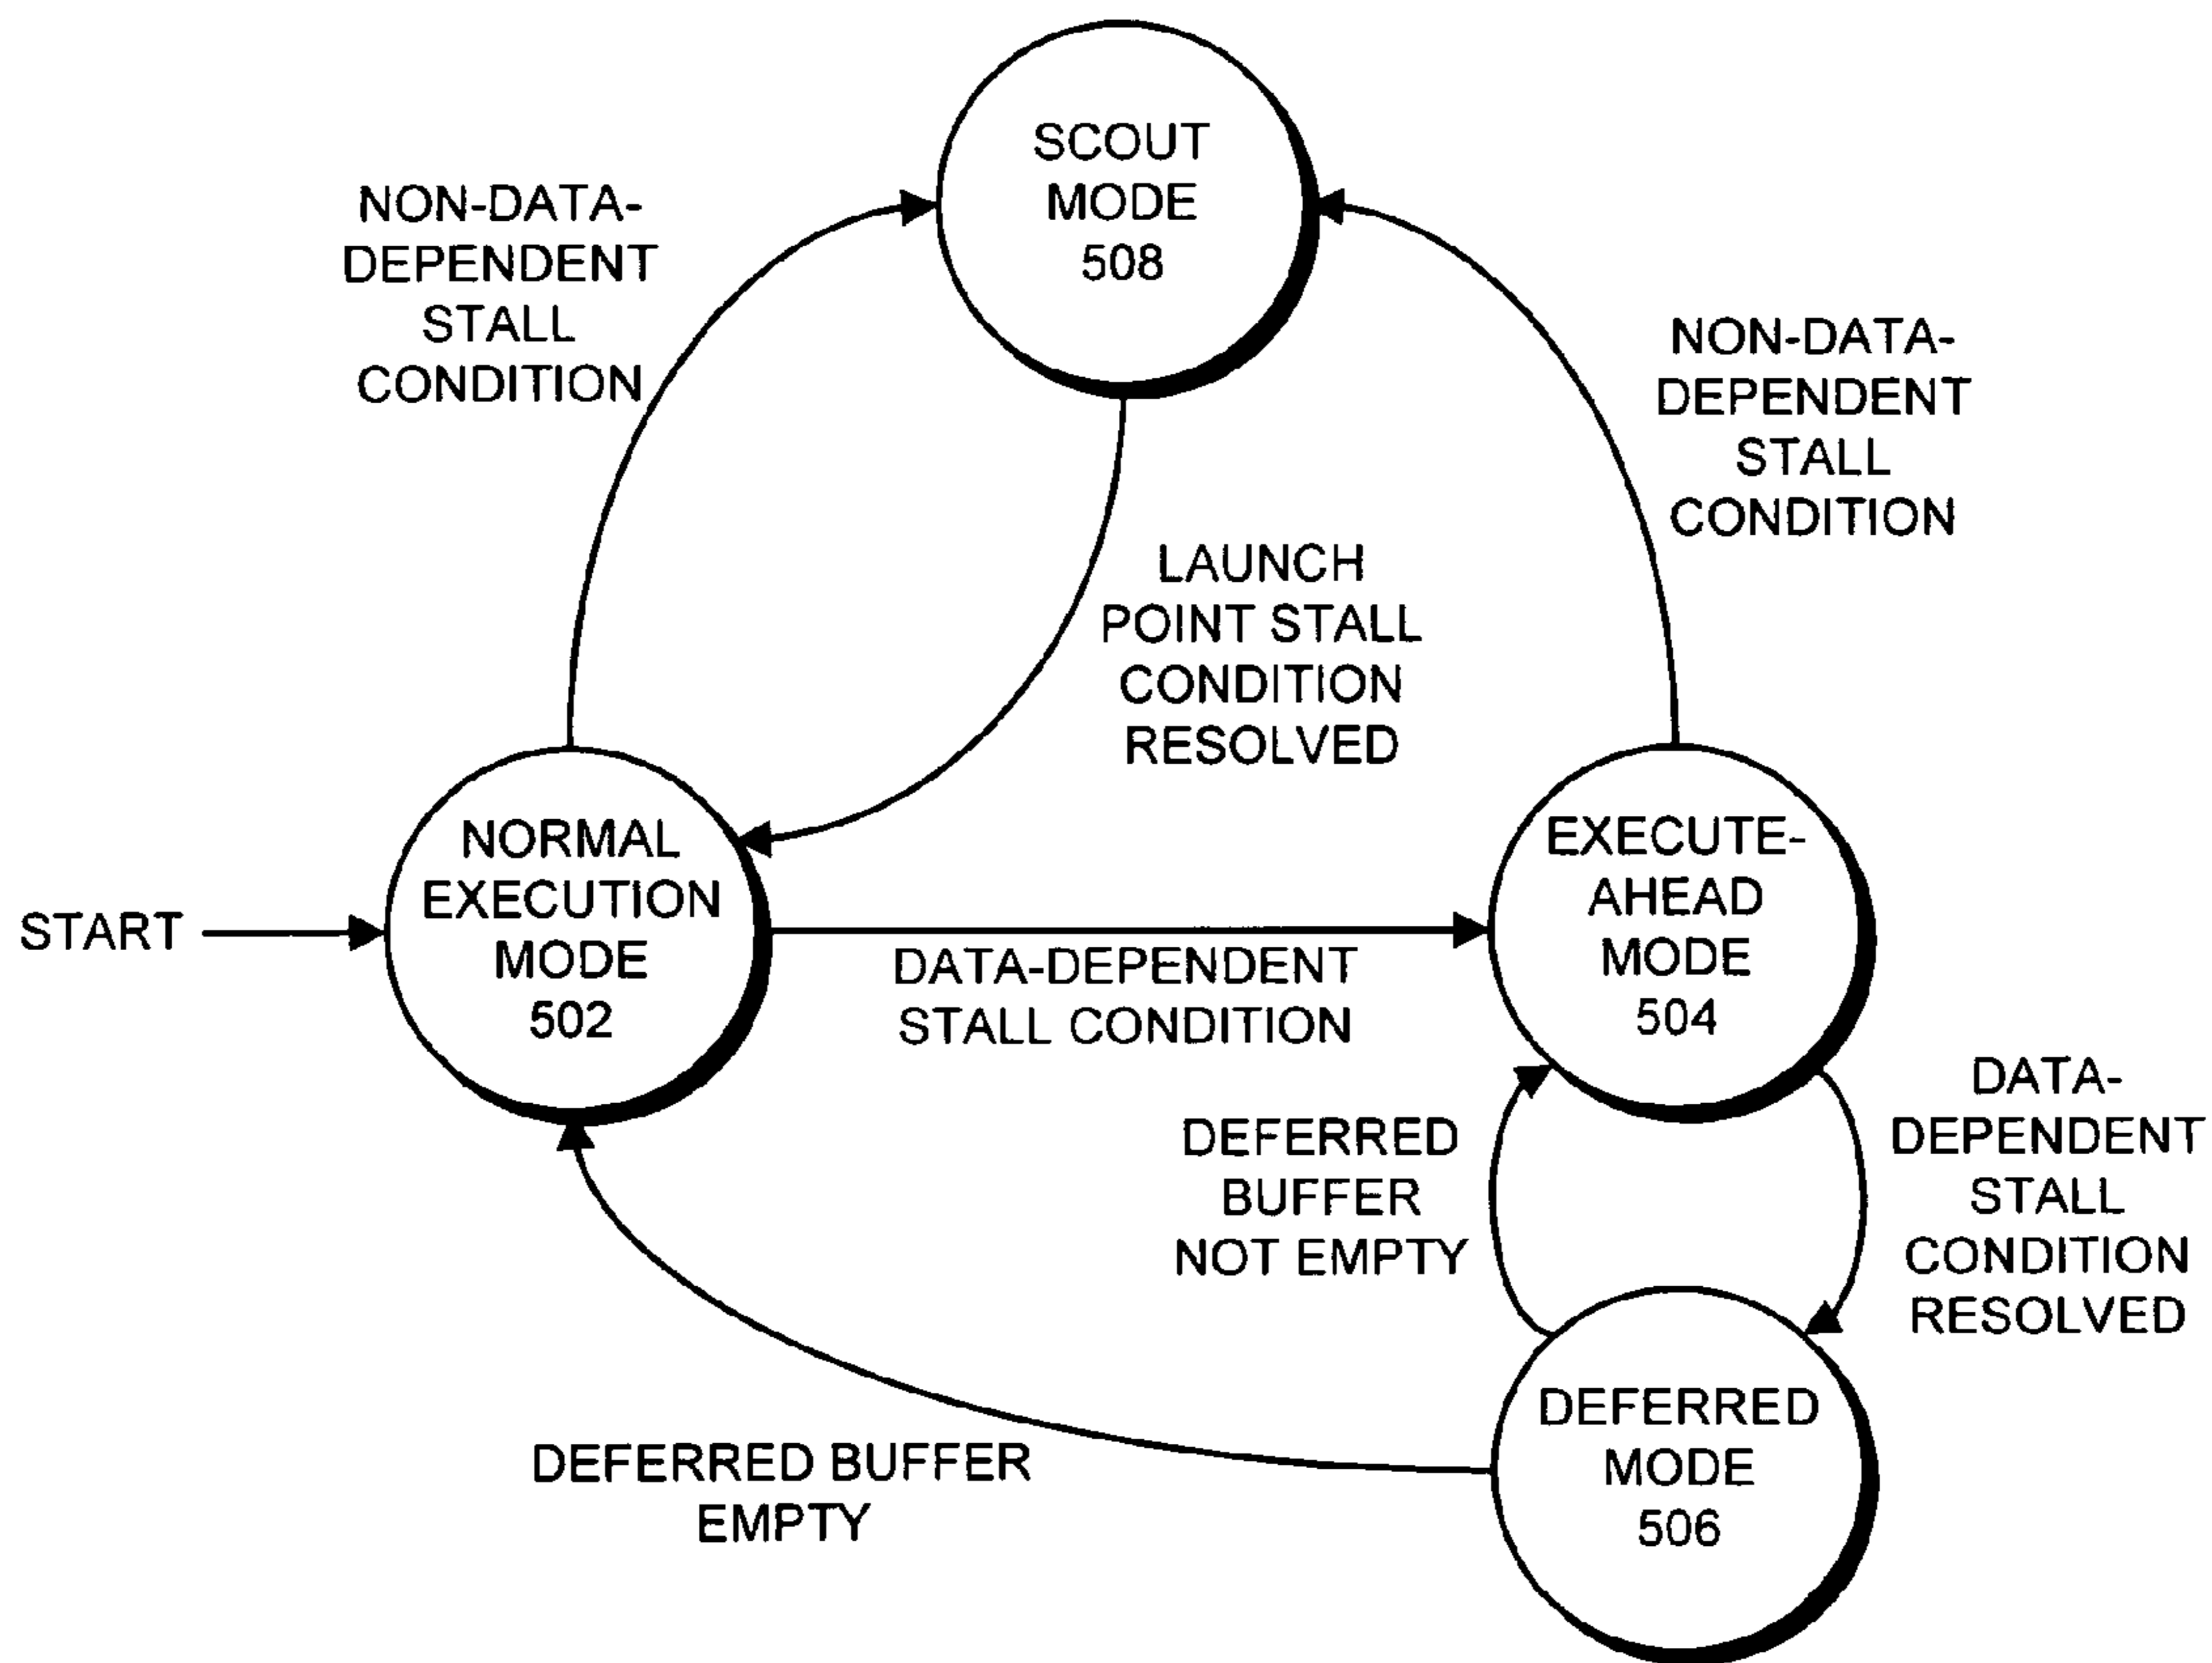 SCOUT
MODE
508
NON-DATA-
DEPENDENT
STALL
CONDITION
NON-DATA-
DEPENDENT
STALL
CONDITION
LAUNCH
POINT STALL
CONDITION
RESOLVED
START
NORMAL
EXECUTION
MODE
502
DATA-DEPENDENT
STALL CONDITION
EXECUTE-
AHEAD
MODE
504
DEFERRED
BUFFER
NOT EMPTY
DATA-
DEPENDENT
STALL
CONDITION
RESOLVED
DEFERRED
MODE
506
DEFERRED BUFFER
EMPTY